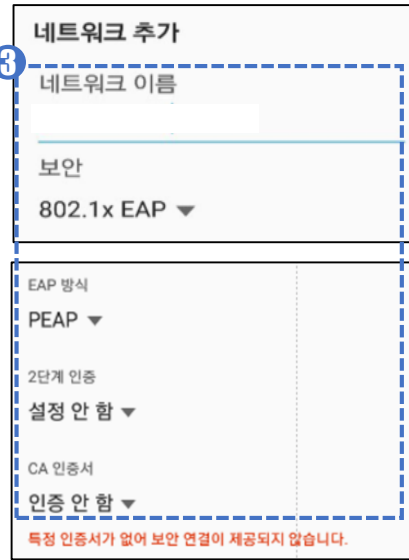 네트워크 추가
3
네트워크 이름
보안
802.1x EAP
EAP 방식
PEAP
2단계 인증
설정 안 함
CA 인증서
인증 안 함
특정 인증서가 없어 보안 연결이 제공되지 않습니다.